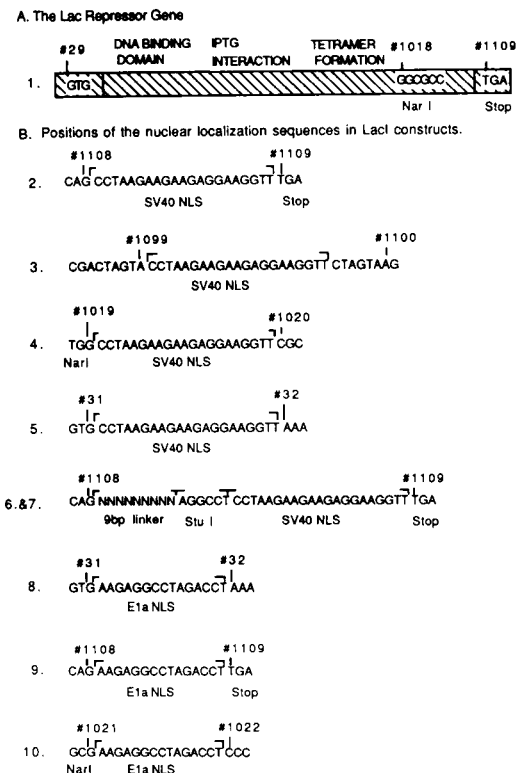 A. The Lac Repressor Gene
#29 DNA BINDING DOMAIN IPTG INTERACTION TETRAMER FORMATION #1018 #1109
1. GTG GGCGCC TGA
Nar I Stop
B. Positions of the nuclear localization sequences in LacI constructs.
#1108 #1109
2. CAG CCTAAGAAGAAGAGGAAGGTT TGA
SV40 NLS Stop
#1099 #1100
3. CGACTAGTA CCTAAGAAGAAGAGGAAGGTT CTAGTAAG
SV40 NLS
#1019 #1020
4. TGG CCTAAGAAGAAGAGGAAGGTT CGC
NarI SV40 NLS
#31 #32
5. GTG CCTAAGAAGAAGAGGAAGGTT AAA
SV40 NLS
#1108 #1109
6.&7. CAG NNNNNNNNN AGGCCT CCTAAGAAGAAGAGGAAGGTT TGA
9bp linker Stu I SV40 NLS Stop
#31 #32
8. GTG AAGAGGCCTAGACCT AAA
E1a NLS
#1108 #1109
9. CAG AAGAGGCCTAGACCT TGA
E1a NLS Stop
#1021 #1022
10. GCG AAGAGGCCTAGACCT CCC
NarI E1a NLS